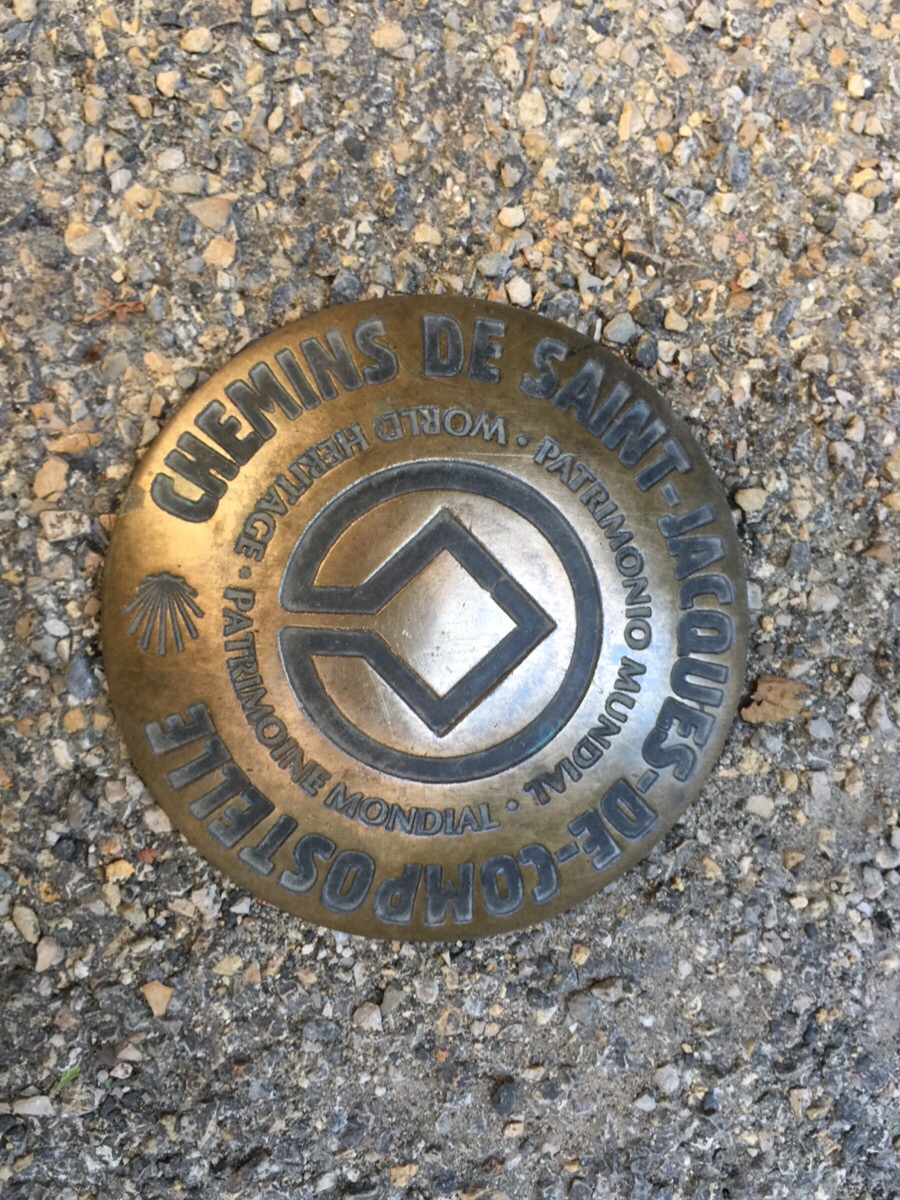 CHEMINS DE SAINT-JACQUES-DE-COMPOSTELLE
WORLD HERITAGE • PATRIMOINE MONDIAL • PATRIMONIO MUNDIAL •